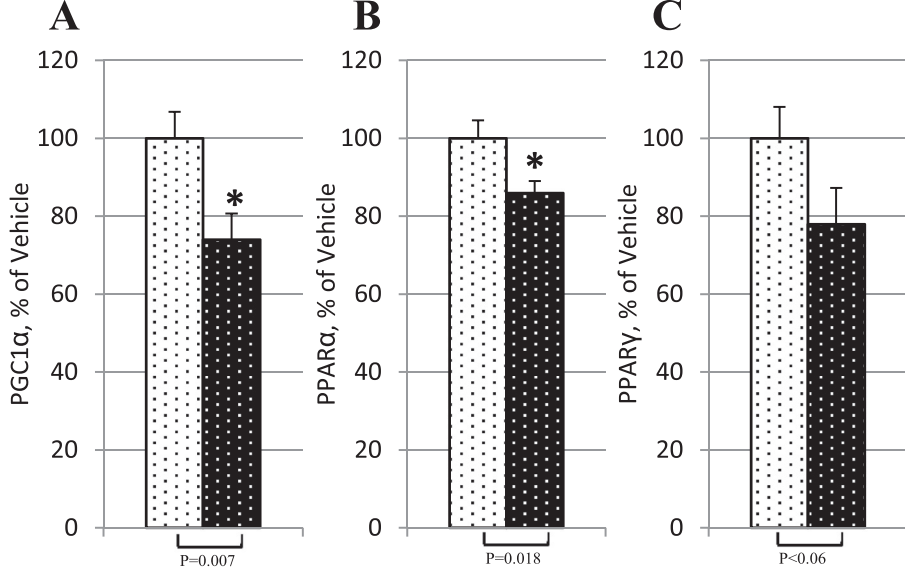 A
PGC1α, % of Vehicle
120
100
80
60
40
20
0
*
P=0.007
B
PPARα, % of Vehicle
120
100
80
60
40
20
0
*
P=0.018
C
PPARγ, % of Vehicle
120
100
80
60
40
20
0
P<0.06